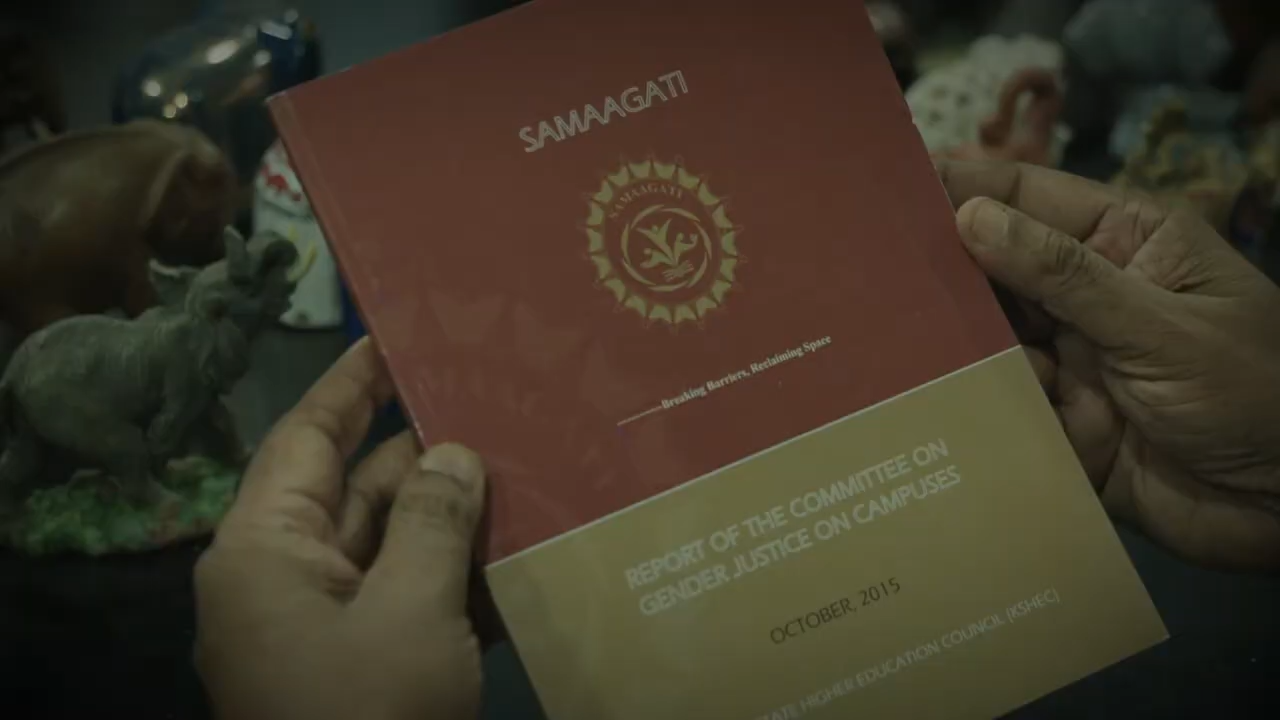 SAMAAGATI
SAMAAGATI
Breaking Barriers, Reclaiming Space
REPORT OF THE COMMITTEE ON
GENDER JUSTICE ON CAMPUSES
OCTOBER, 2015
HIGHER EDUCATION COUNCIL (KSHEC)